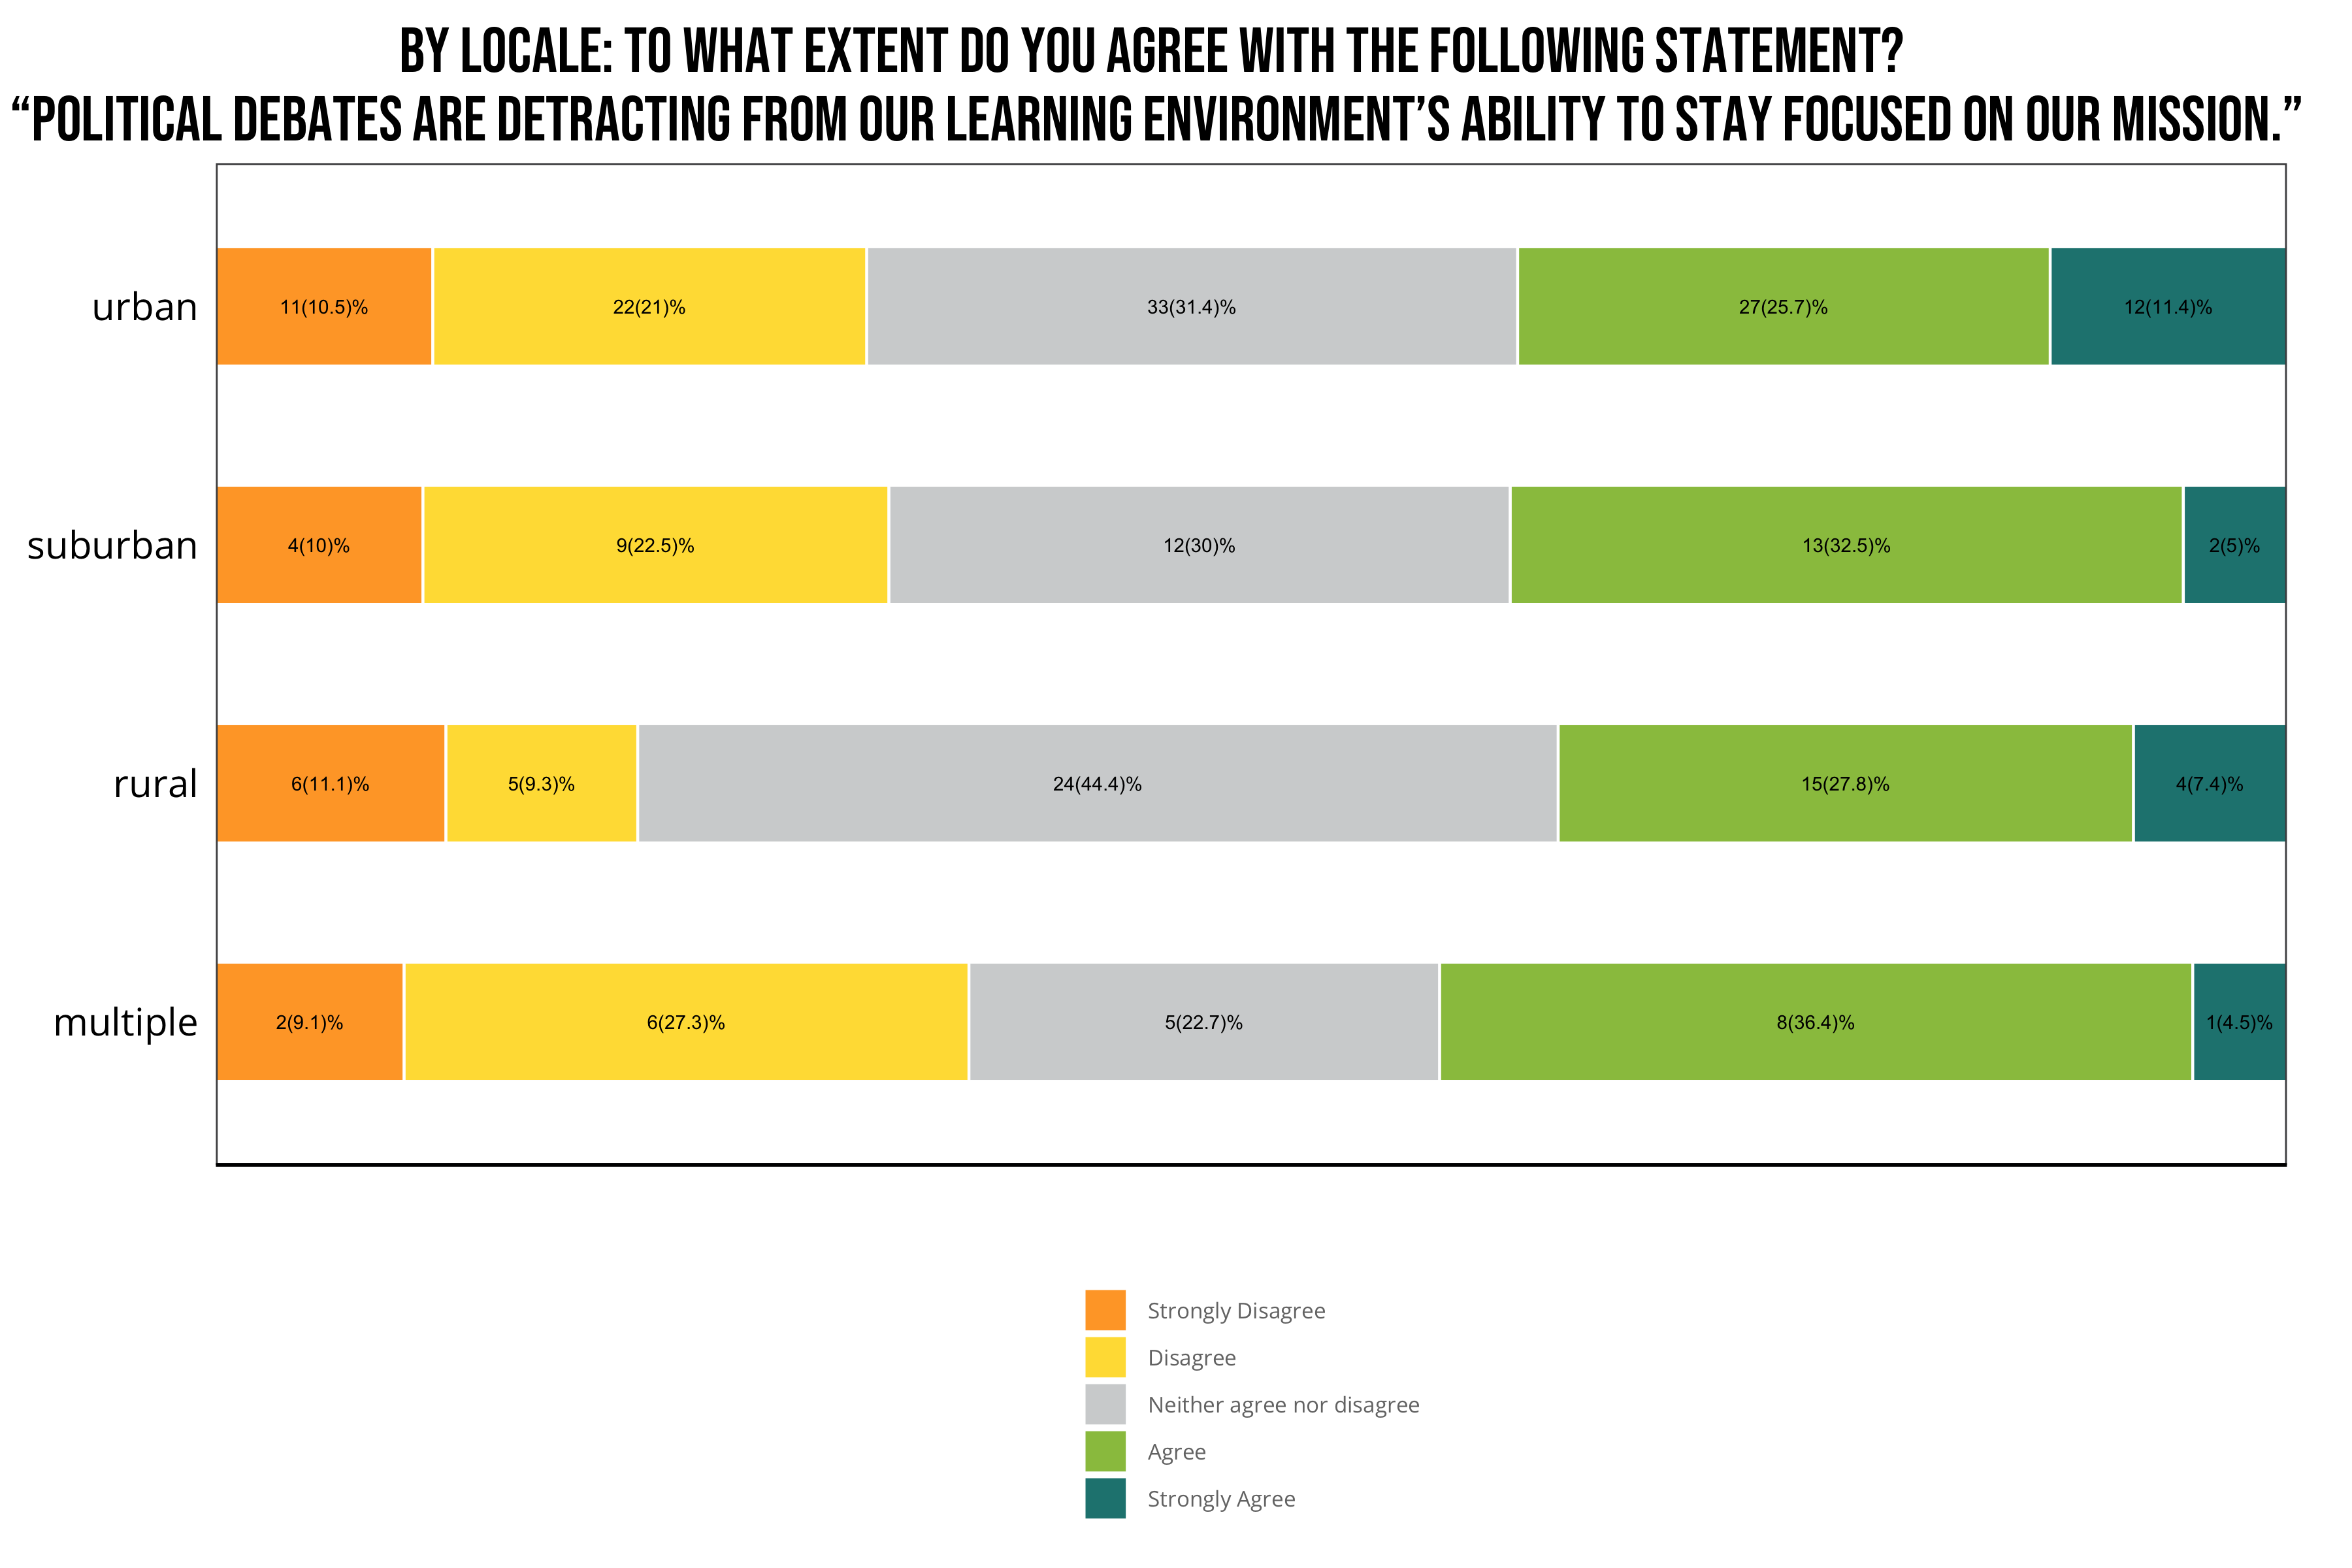 BY LOCALE: TO WHAT EXTENT DO YOU AGREE WITH THE FOLLOWING STATEMENT?
“POLITICAL DEBATES ARE DETRACTING FROM OUR LEARNING ENVIRONMENT’S ABILITY TO STAY FOCUSED ON OUR MISSION.”
urban 11(10.5)% 22(21)% 33(31.4)% 27(25.7)% 12(11.4)%
suburban 4(10)% 9(22.5)% 12(30)% 13(32.5)% 2(5)%
rural 6(11.1)% 5(9.3)% 24(44.4)% 15(27.8)% 4(7.4)%
multiple 2(9.1)% 6(27.3)% 5(22.7)% 8(36.4)% 1(4.5)%
Strongly Disagree
Disagree
Neither agree nor disagree
Agree
Strongly Agree